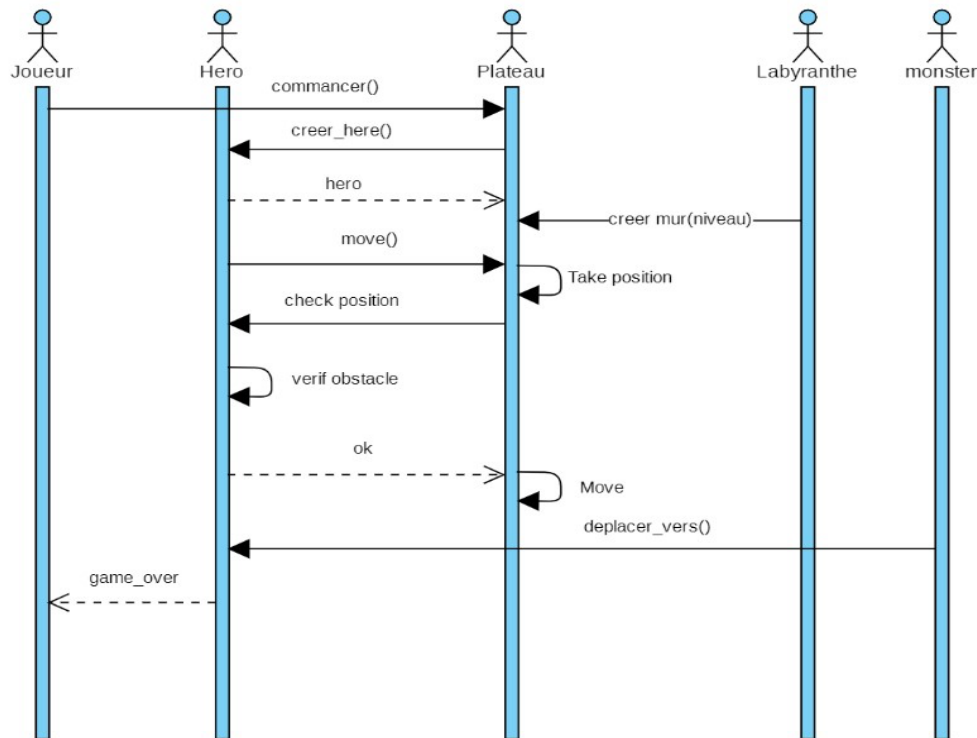 Joueur
Hero
Plateau
Labyranthe
monster
commancer()
creer_here()
hero
creer mur(niveau)
move()
Take position
check position
verif obstacle
ok
Move
deplacer_vers()
game_over